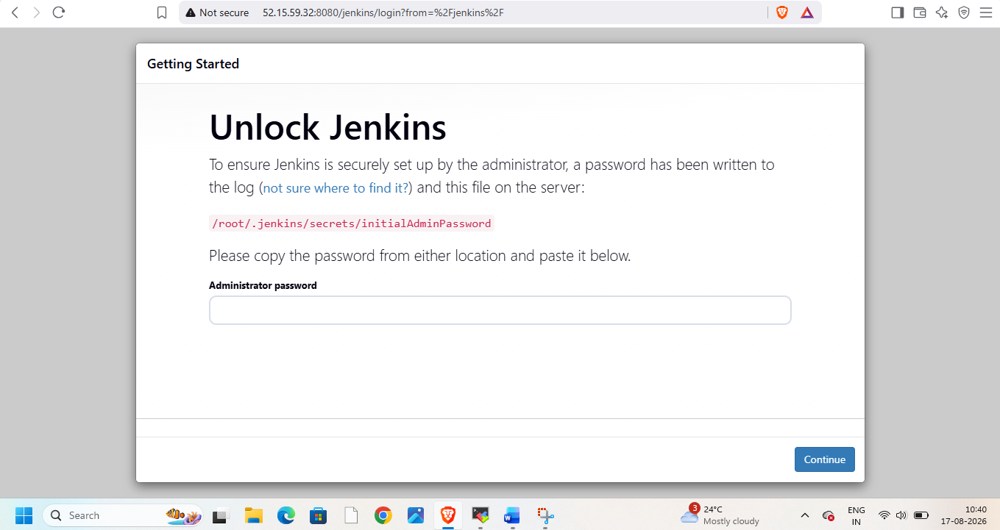 Not secure 52.15.59.32:8080/jenkins/login?from=%2Fjenkins%2F
Getting Started
Unlock Jenkins
To ensure Jenkins is securely set up by the administrator, a password has been written to
the log (not sure where to find it?) and this file on the server:
/root/.jenkins/secrets/initialAdminPassword
Please copy the password from either location and paste it below.
Administrator password
Continue
Search
3
24°C
Mostly cloudy
ENG
IN
10:40
17-08-2026